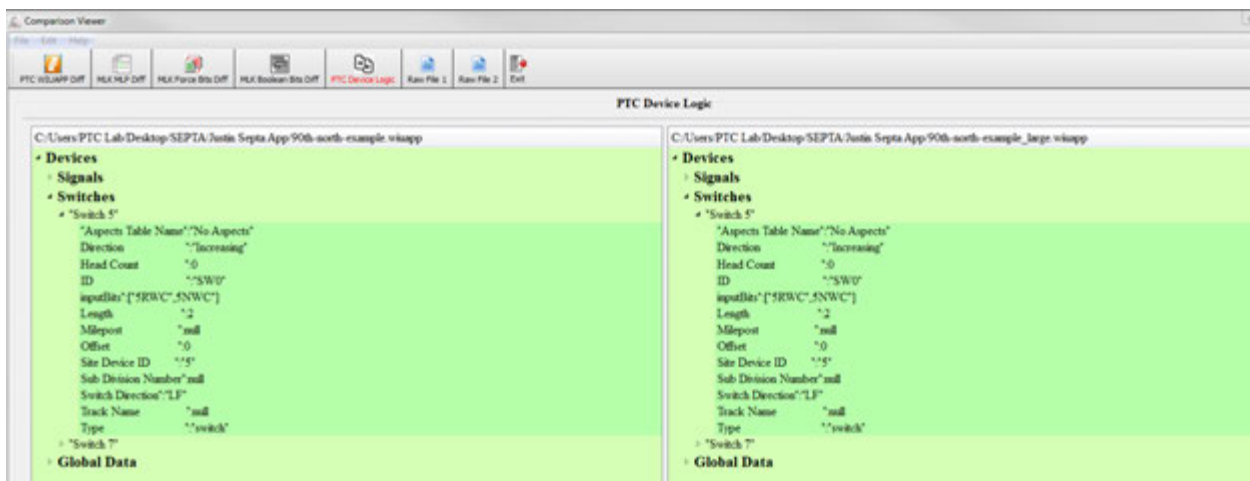 Comparison Viewer
File Edit Help
PTC WIUAPP Diff MLK MLP Diff MLK Force Bits Diff MLK Boolean Bits Diff PTC Device Logic Raw File 1 Raw File 2 Exit
PTC Device Logic
C:/Users/PTC Lab/Desktop/SEPTA/Justin Septa App/90th-north-example.wiuapp
Devices
Signals
Switches
"Switch 5"
"Aspects Table Name":"No Aspects"
Direction ":"Increasing"
Head Count ":0
ID ":"SW0"
inputBits":["5RWC",5NWC"]
Length ":2
Milepost ":null
Offset ":0
Site Device ID ":"5"
Sub Division Number":null
Switch Direction":"LF"
Track Name ":null
Type ":"switch"
"Switch 7"
Global Data
C:/Users/PTC Lab/Desktop/SEPTA/Justin Septa App/90th-north-example_large.wiuapp
Devices
Signals
Switches
"Switch 5"
"Aspects Table Name":"No Aspects"
Direction ":"Increasing"
Head Count ":0
ID ":"SW0"
inputBits":["5RWC",5NWC"]
Length ":2
Milepost ":null
Offset ":0
Site Device ID ":"5"
Sub Division Number":null
Switch Direction":"LF"
Track Name ":null
Type ":"switch"
"Switch 7"
Global Data